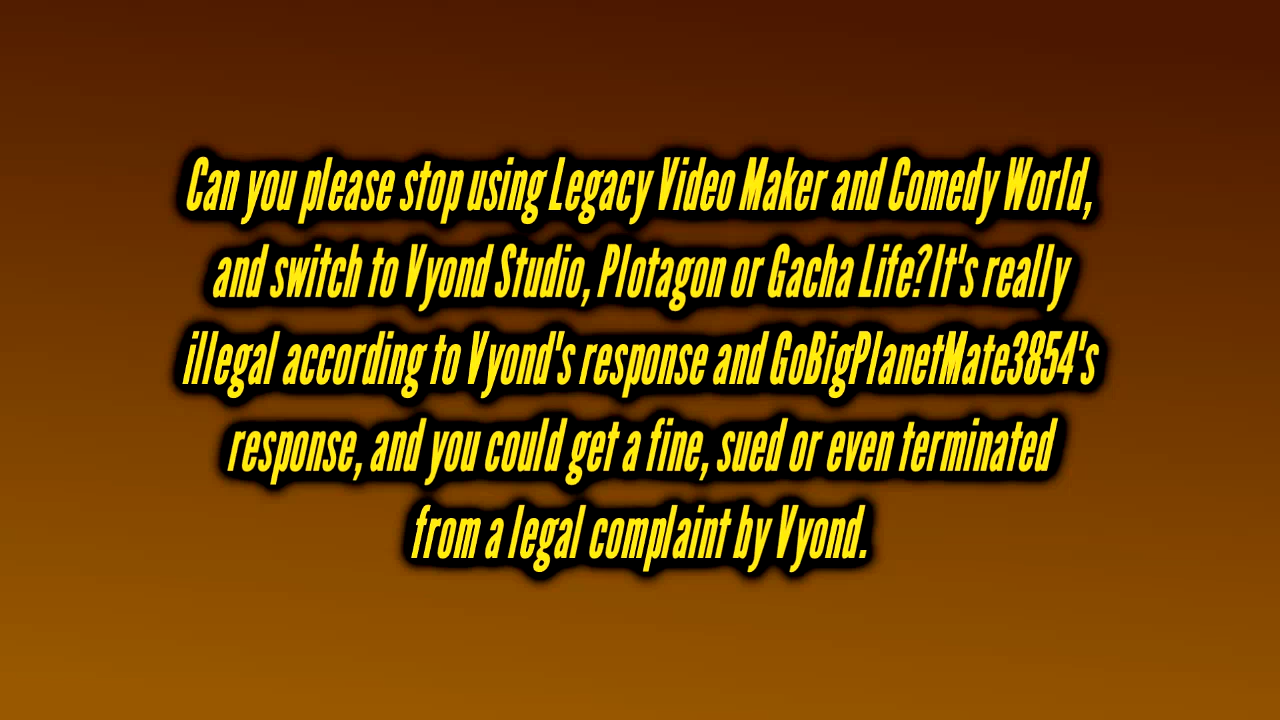 Can you please stop using Legacy Video Maker and Comedy World,
and switch to Vyond Studio, Plotagon or Gacha Life? It's really
illegal according to Vyond's response and GoBigPlanetMate3854's
response, and you could get a fine, sued or even terminated
from a legal complaint by Vyond.